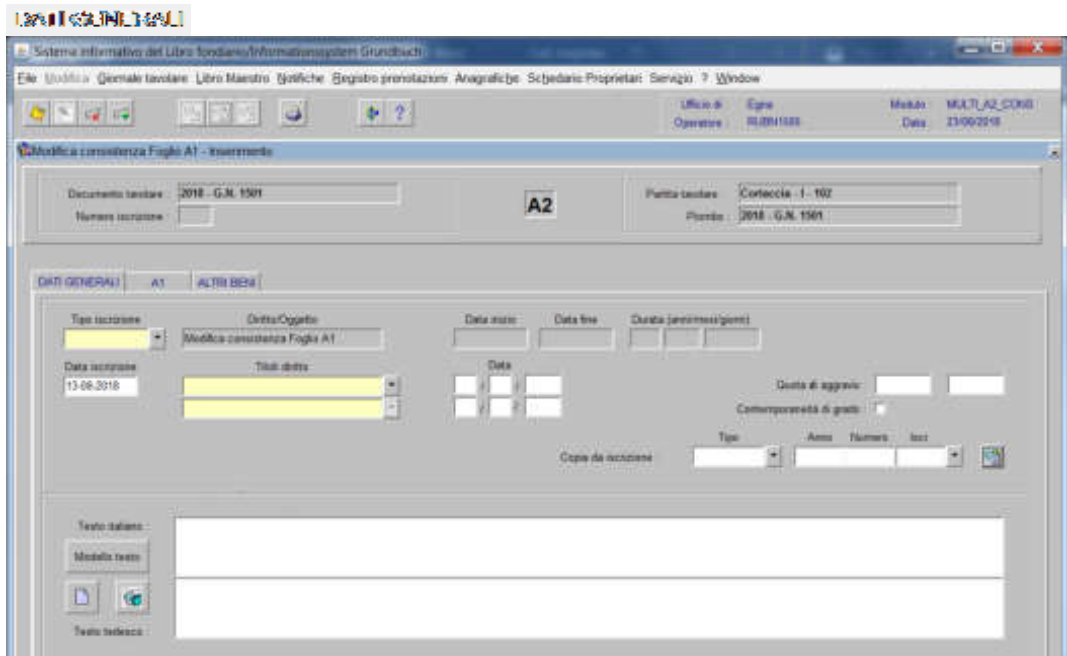 Sistema informativo del Libro fondiario/Informationssystem Grundbuch
File Modifica Giornale tavolare Libro Maestro Notifiche Registro prenotazioni Anagrafiche Schedario Proprietari Servizio ? Window
Ufficio di Egna Modulo MULTI_A2_CONS
Operatore : Data 23/08/2018
Modifica consistenza Foglio A1 - Inserimento
Documento tavolare : 2018 - G.N. 1501 A2 Partita tavolare Corteccia - I - 102
Numero iscrizione : Piombo : 2018 - G.N. 1501
DATI GENERALI A1 ALTRI BENI
Tipo iscrizione Diritto/Oggetto Data inizio Data fine Durata (anni/mesi/giorni)
Modifica consistenza Foglio A1
Data iscrizione Titoli diritto Data
13-08-2018 / / Quota di aggravio
/ / Contemporaneità di grado
Tipo Anno Numero Iscr
Copia da iscrizione
Testo italiano
Modello testo
Testo tedesco